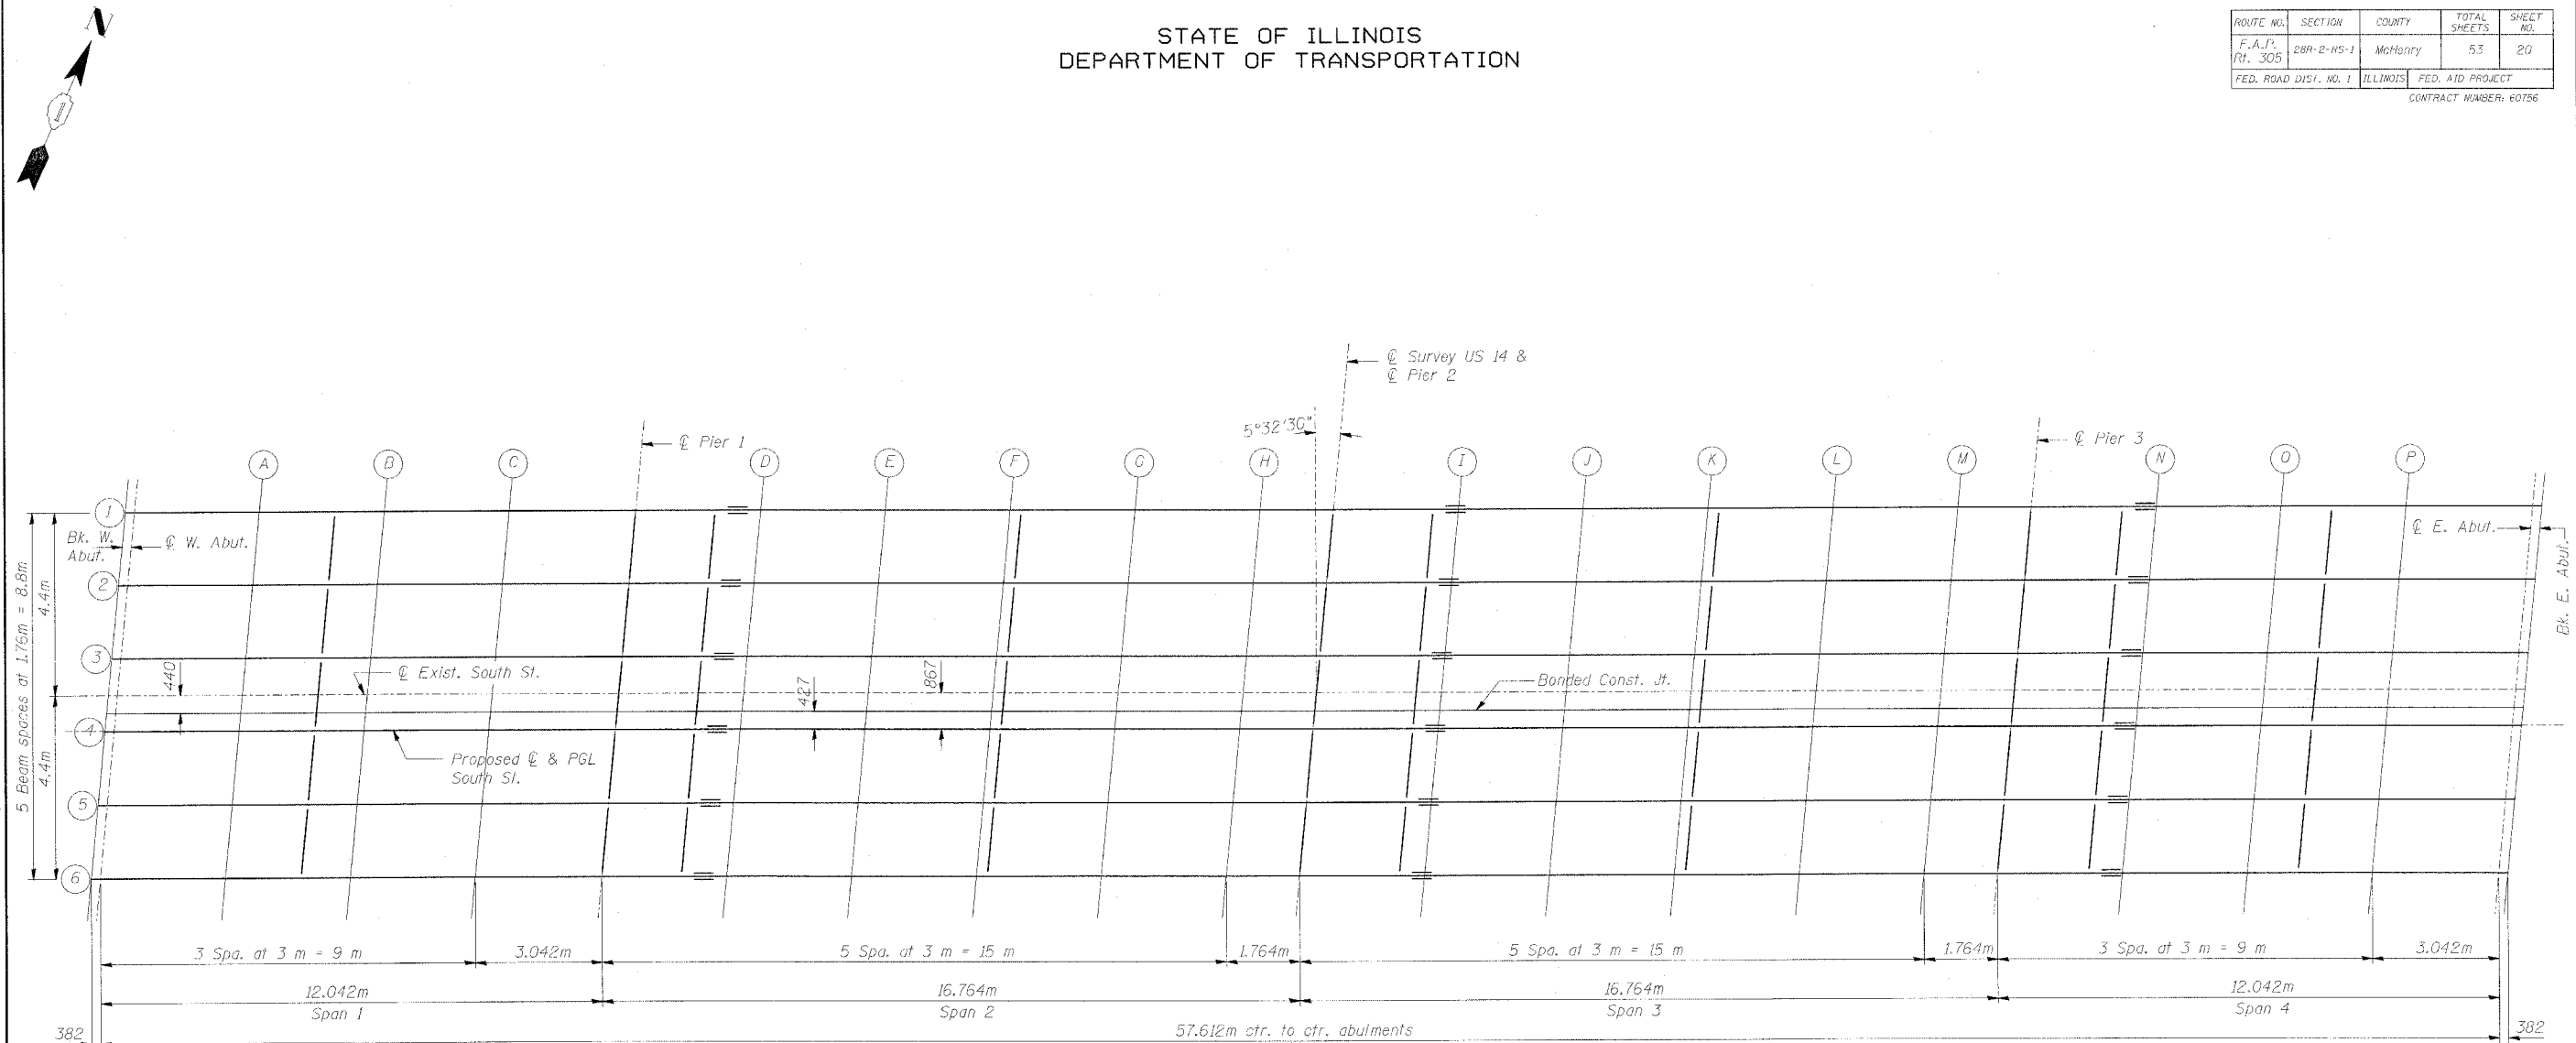 N
STATE OF ILLINOIS
DEPARTMENT OF TRANSPORTATION
ROUTE NO. SECTION COUNTY TOTAL SHEETS SHEET NO.
F.A.P. Rt. 305 28R-2-HS-1 McHenry 53 20
FED. ROAD DIST. NO. 1 ILLINOIS FED. AID PROJECT
CONTRACT NUMBER: 60756
℄ Survey US 14 &
℄ Pier 2
5°32'30"
℄ Pier 1
℄ Pier 3
A B C D E F G H I J K L M N O P
1
Bk. W.
Abut.
℄ W. Abut.
℄ E. Abut.
Bk. E. Abut.
2
3
4
5
6
5 Beam spaces at 1.76m = 8.8m
4.4m
4.4m
440
℄ Exist. South St.
427
867
Bonded Const. Jt.
Proposed ℄ & PGL
South St.
3 Spa. at 3 m = 9 m 3.042m 5 Spa. at 3 m = 15 m 1.764m 5 Spa. at 3 m = 15 m 1.764m 3 Spa. at 3 m = 9 m 3.042m
12.042m 16.764m 16.764m 12.042m
Span 1 Span 2 Span 3 Span 4
382 57.612m ctr. to ctr. abutments 382